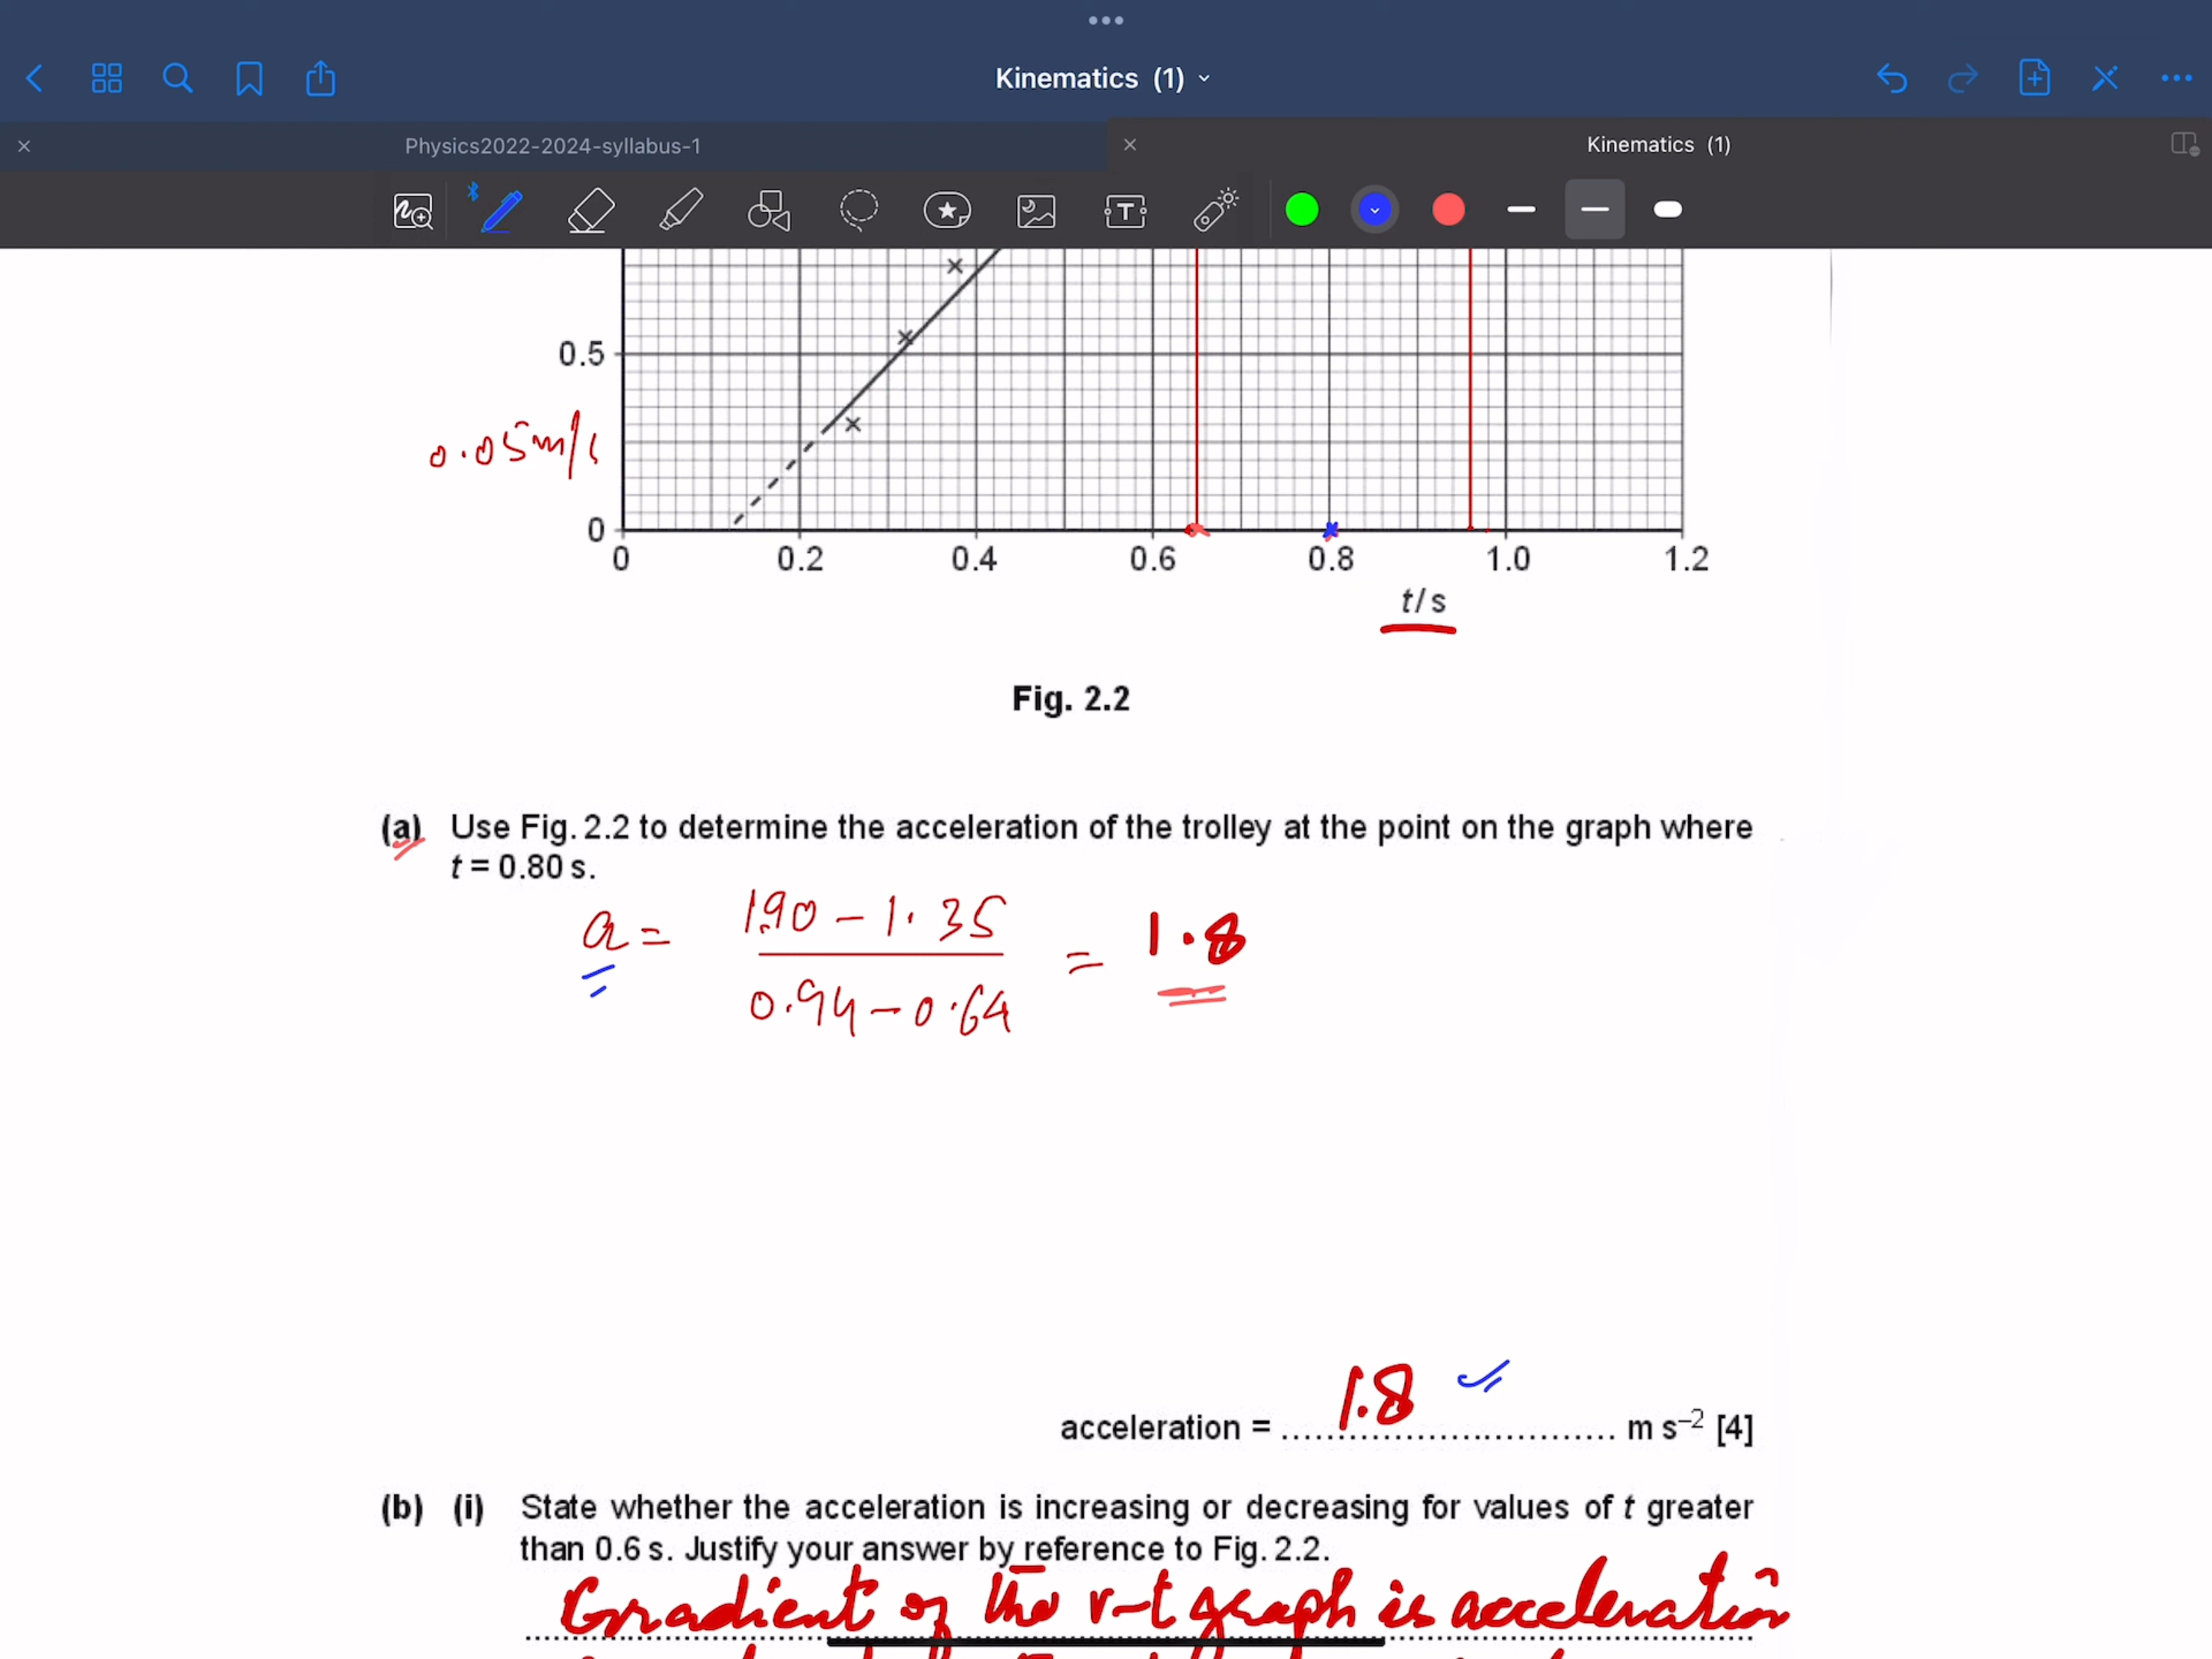 Kinematics (1)
Physics2022-2024-syllabus-1
Kinematics (1)
T
0.5
0.05m/s
0
0 0.2 0.4 0.6 0.8 1.0 1.2
t/s
Fig. 2.2
(a) Use Fig. 2.2 to determine the acceleration of the trolley at the point on the graph where
t = 0.80 s.
a = 1.90 – 1.35 = 1.8
0.94 – 0.64
1.8
acceleration = .............................. m s⁻² [4]
(b) (i) State whether the acceleration is increasing or decreasing for values of t greater
than 0.6 s. Justify your answer by reference to Fig. 2.2.
Gradient of the v-t graph is acceleration